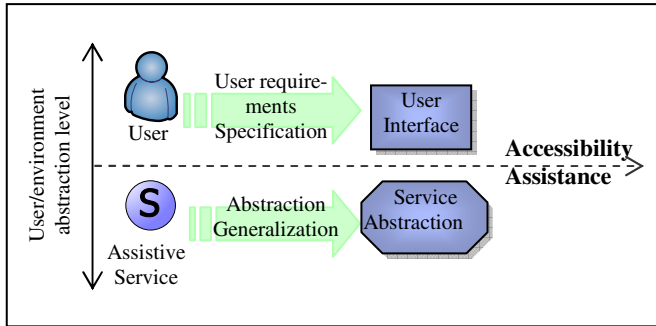 User/environment
abstraction level
User
User require-
ments
Specification
User
Interface
Accessibility
Assistance
S
Assistive
Service
Abstraction
Generalization
Service
Abstraction